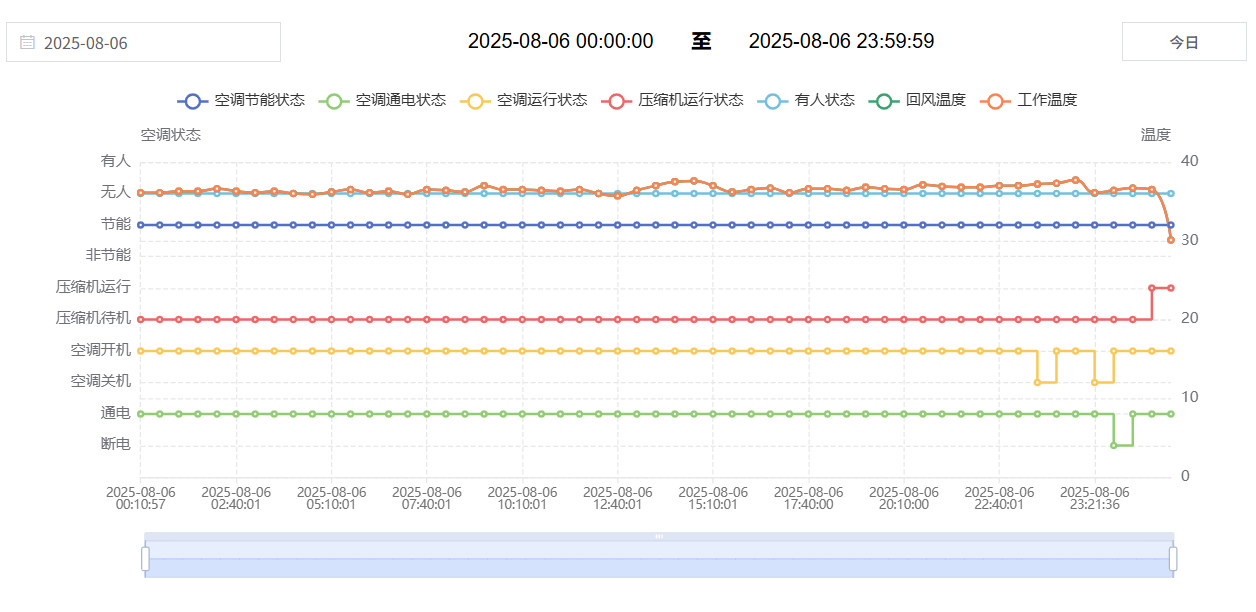 2025-08-06
2025-08-06 00:00:00 至 2025-08-06 23:59:59
今日
空调节能状态 空调通电状态 空调运行状态 压缩机运行状态 有人状态 回风温度 工作温度
空调状态
温度
有人
无人
节能
非节能
压缩机运行
压缩机待机
空调开机
空调关机
通电
断电
40
30
20
10
0
2025-08-06 00:10:57
2025-08-06 02:40:01
2025-08-06 05:10:01
2025-08-06 07:40:01
2025-08-06 10:10:01
2025-08-06 12:40:01
2025-08-06 15:10:01
2025-08-06 17:40:00
2025-08-06 20:10:00
2025-08-06 22:40:01
2025-08-06 23:21:36